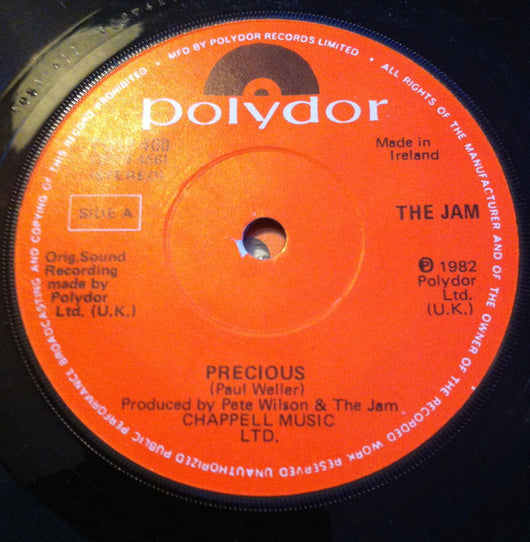 MFD BY POLYDOR RECORDS LIMITED • ALL RIGHTS OF THE MANUFACTURER AND OF THE OWNER OF THE RECORDED WORK RESERVED UNAUTHORIZED PUBLIC PERFORMANCE BROADCASTING AND COPYING OF THIS RECORD PROHIBITED •
polydor
Made in
Ireland
STEREO
SIDE A
THE JAM
Orig.Sound
Recording
made by
Polydor
Ltd. (U.K.)
℗ 1982
Polydor
Ltd.
(U.K.)
PRECIOUS
(Paul Weller)
Produced by Pete Wilson & The Jam
CHAPPELL MUSIC
LTD.